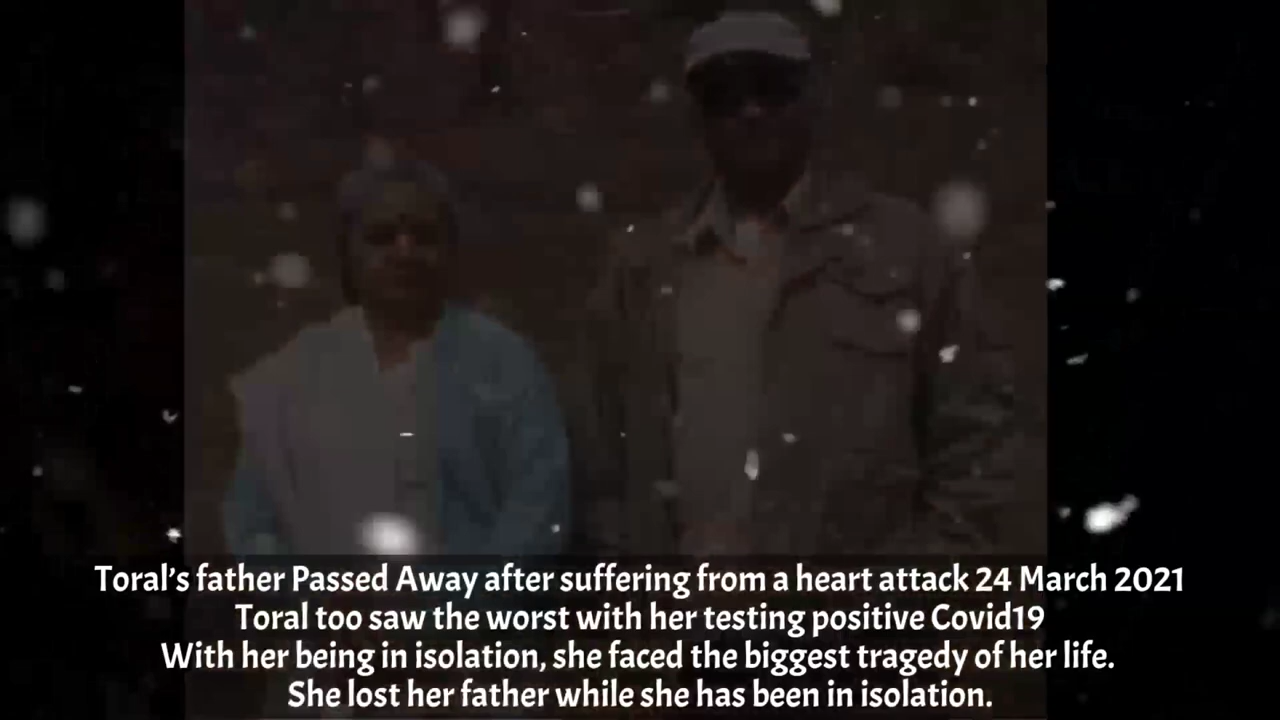 Toral’s father Passed Away after suffering from a heart attack 24 March 2021
Toral too saw the worst with her testing positive Covid19
With her being in isolation, she faced the biggest tragedy of her life.
She lost her father while she has been in isolation.